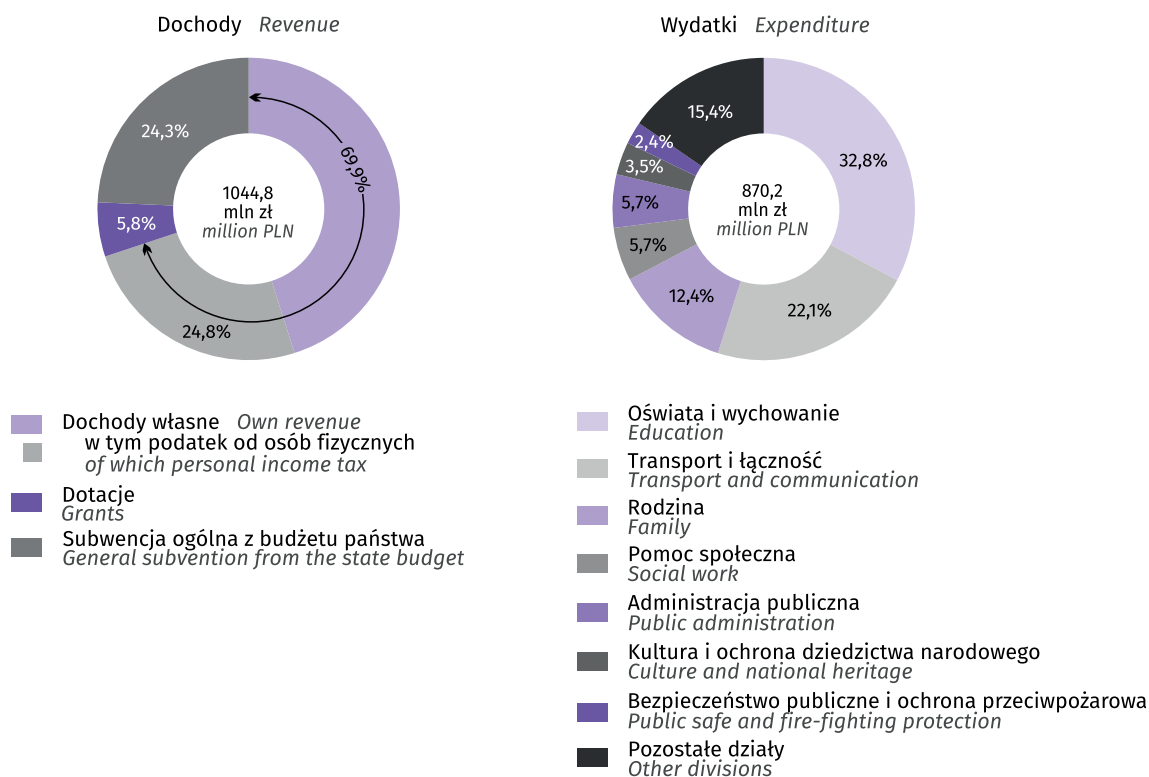 Dochody Revenue
24,3%
69,9%
5,8%
24,8%
1044,8
mln zł
million PLN
Dochody własne Own revenue
w tym podatek od osób fizycznych
of which personal income tax
Dotacje
Grants
Subwencja ogólna z budżetu państwa
General subvention from the state budget
Wydatki Expenditure
15,4%
2,4%
3,5%
5,7%
5,7%
12,4%
22,1%
32,8%
870,2
mln zł
million PLN
Oświata i wychowanie
Education
Transport i łączność
Transport and communication
Rodzina
Family
Pomoc społeczna
Social work
Administracja publiczna
Public administration
Kultura i ochrona dziedzictwa narodowego
Culture and national heritage
Bezpieczeństwo publiczne i ochrona przeciwpożarowa
Public safe and fire-fighting protection
Pozostałe działy
Other divisions